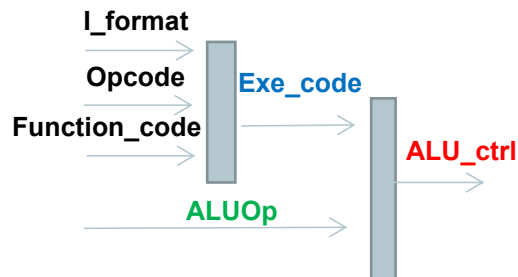 I_format
Opcode
Exe_code
Function_code
ALU_ctrl
ALUOp